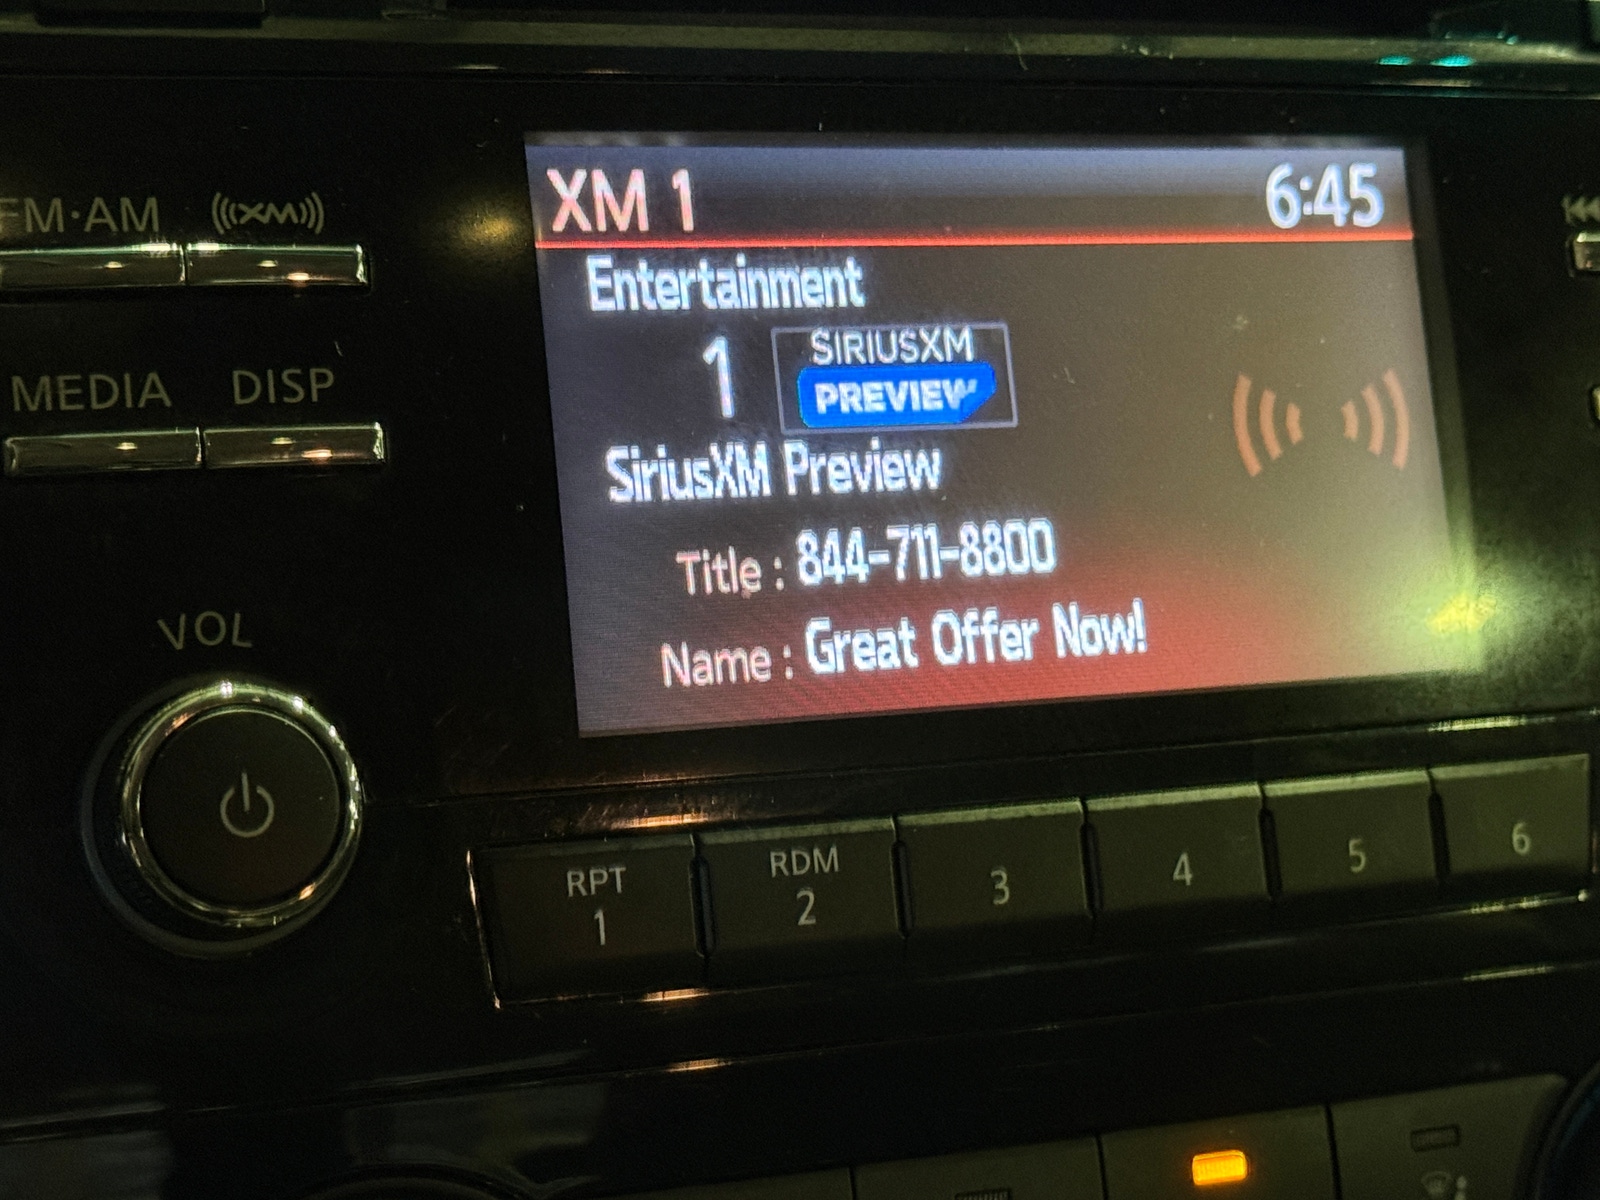 XM 1 6:45
Entertainment
1 SIRIUSXM
PREVIEW
SiriusXM Preview
Title : 844-711-8800
Name : Great Offer Now!
FM·AM XM
MEDIA DISP
VOL
RPT RDM
1 2 3 4 5 6